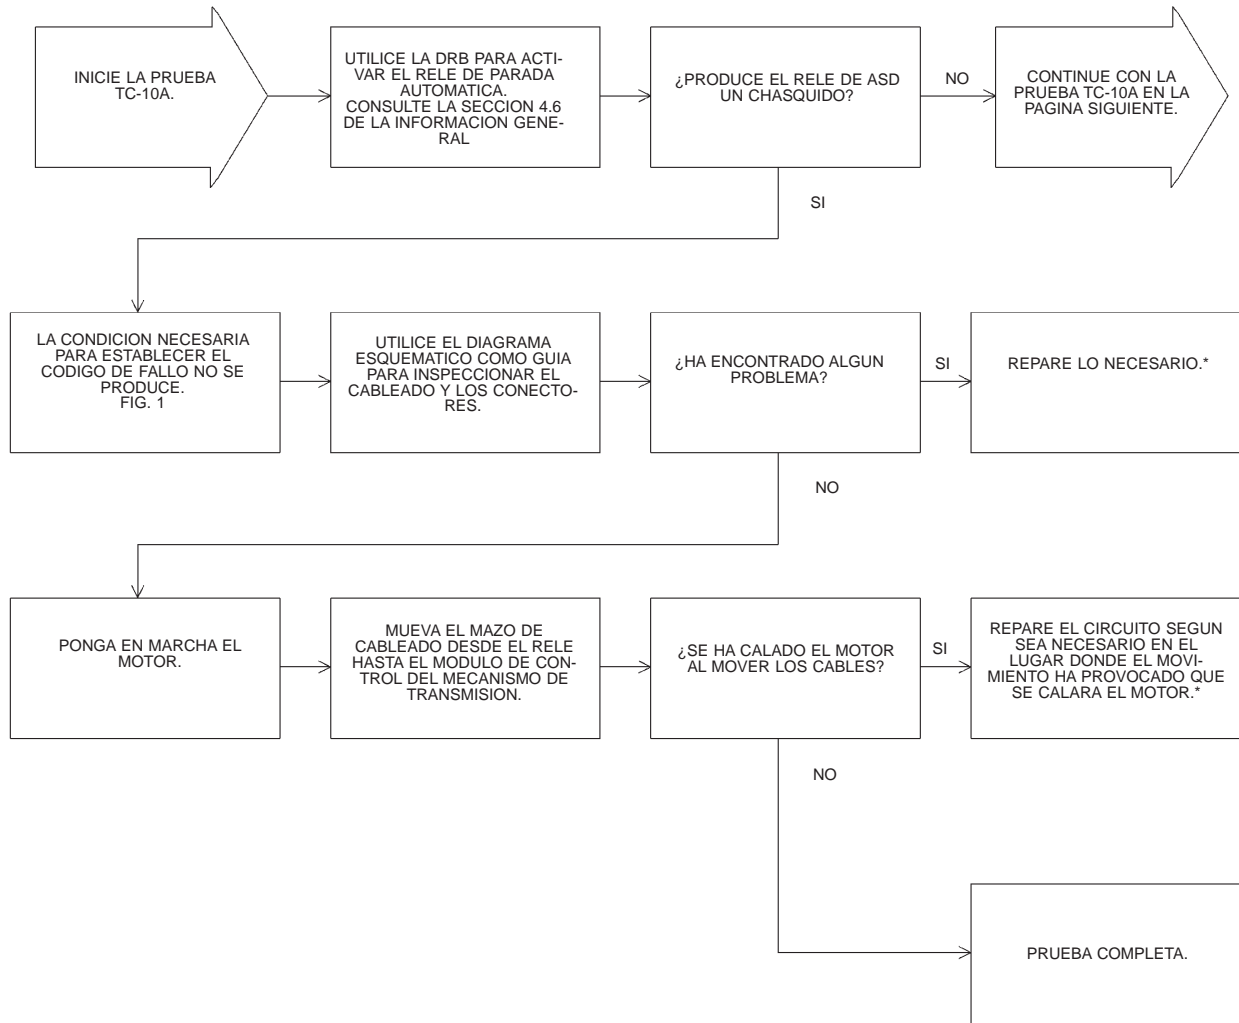 INICIE LA PRUEBA
TC-10A.
UTILICE LA DRB PARA ACTI-
VAR EL RELE DE PARADA
AUTOMATICA.
CONSULTE LA SECCION 4.6
DE LA INFORMACION GENE-
RAL
¿PRODUCE EL RELE DE ASD
UN CHASQUIDO?
NO
CONTINUE CON LA
PRUEBA TC-10A EN LA
PAGINA SIGUIENTE.
SI
LA CONDICION NECESARIA
PARA ESTABLECER EL
CODIGO DE FALLO NO SE
PRODUCE.
FIG. 1
UTILICE EL DIAGRAMA
ESQUEMATICO COMO GUIA
PARA INSPECCIONAR EL
CABLEADO Y LOS CONECTO-
RES.
¿HA ENCONTRADO ALGUN
PROBLEMA?
SI
REPARE LO NECESARIO.*
NO
PONGA EN MARCHA EL
MOTOR.
MUEVA EL MAZO DE
CABLEADO DESDE EL RELE
HASTA EL MODULO DE CON-
TROL DEL MECANISMO DE
TRANSMISION.
¿SE HA CALADO EL MOTOR
AL MOVER LOS CABLES?
SI
REPARE EL CIRCUITO SEGUN
SEA NECESARIO EN EL
LUGAR DONDE EL MOVI-
MIENTO HA PROVOCADO QUE
SE CALARA EL MOTOR.*
NO
PRUEBA COMPLETA.